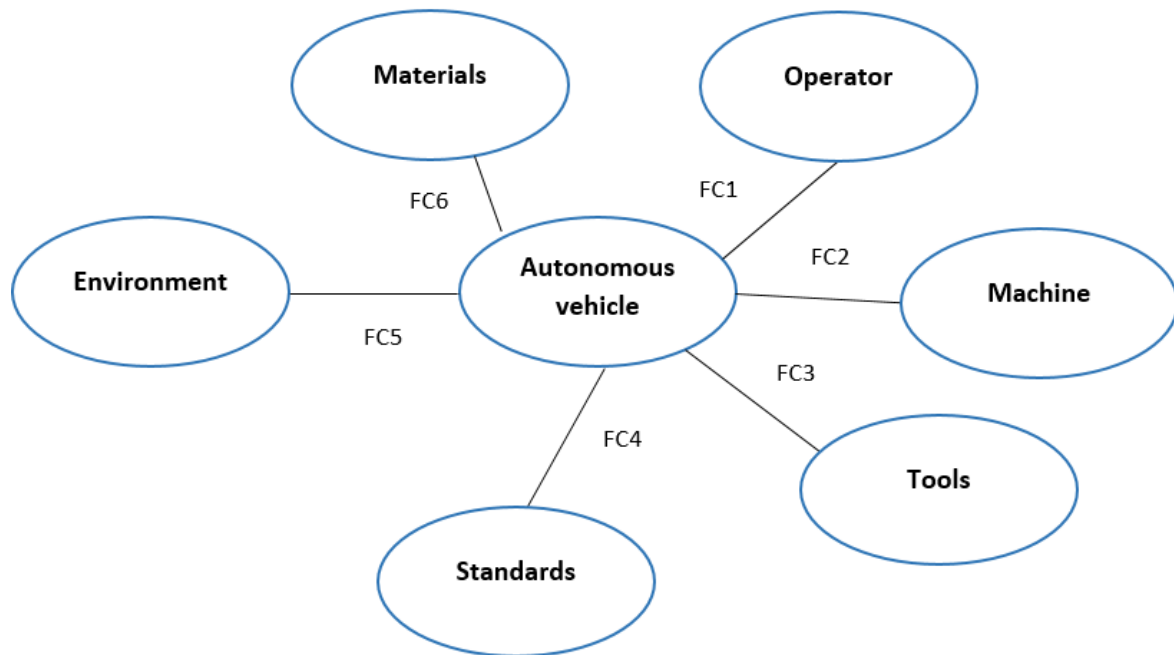 Materials
Operator
FC6
FC1
Environment
Autonomous
vehicle
FC2
Machine
FC5
FC3
FC4
Tools
Standards